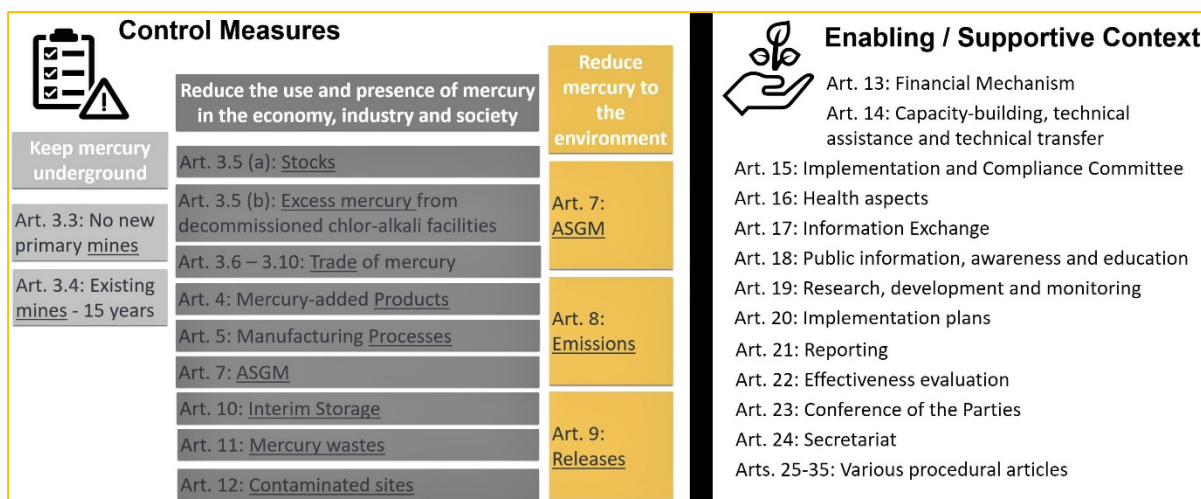 Control Measures
Keep mercury
underground
Art. 3.3: No new
primary mines
Art. 3.4: Existing
mines - 15 years
Reduce the use and presence of mercury
in the economy, industry and society
Art. 3.5 (a): Stocks
Art. 3.5 (b): Excess mercury from
decommissioned chlor-alkali facilities
Art. 3.6 – 3.10: Trade of mercury
Art. 4: Mercury-added Products
Art. 5: Manufacturing Processes
Art. 7: ASGM
Art. 10: Interim Storage
Art. 11: Mercury wastes
Art. 12: Contaminated sites
Reduce
mercury to
the
environment
Art. 7:
ASGM
Art. 8:
Emissions
Art. 9:
Releases
Enabling / Supportive Context
Art. 13: Financial Mechanism
Art. 14: Capacity-building, technical
assistance and technical transfer
Art. 15: Implementation and Compliance Committee
Art. 16: Health aspects
Art. 17: Information Exchange
Art. 18: Public information, awareness and education
Art. 19: Research, development and monitoring
Art. 20: Implementation plans
Art. 21: Reporting
Art. 22: Effectiveness evaluation
Art. 23: Conference of the Parties
Art. 24: Secretariat
Arts. 25-35: Various procedural articles